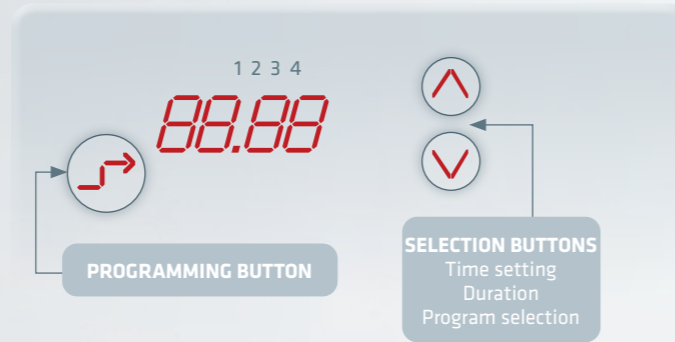 1 2 3 4
88.88
PROGRAMMING BUTTON
SELECTION BUTTONS
Time setting
Duration
Program selection